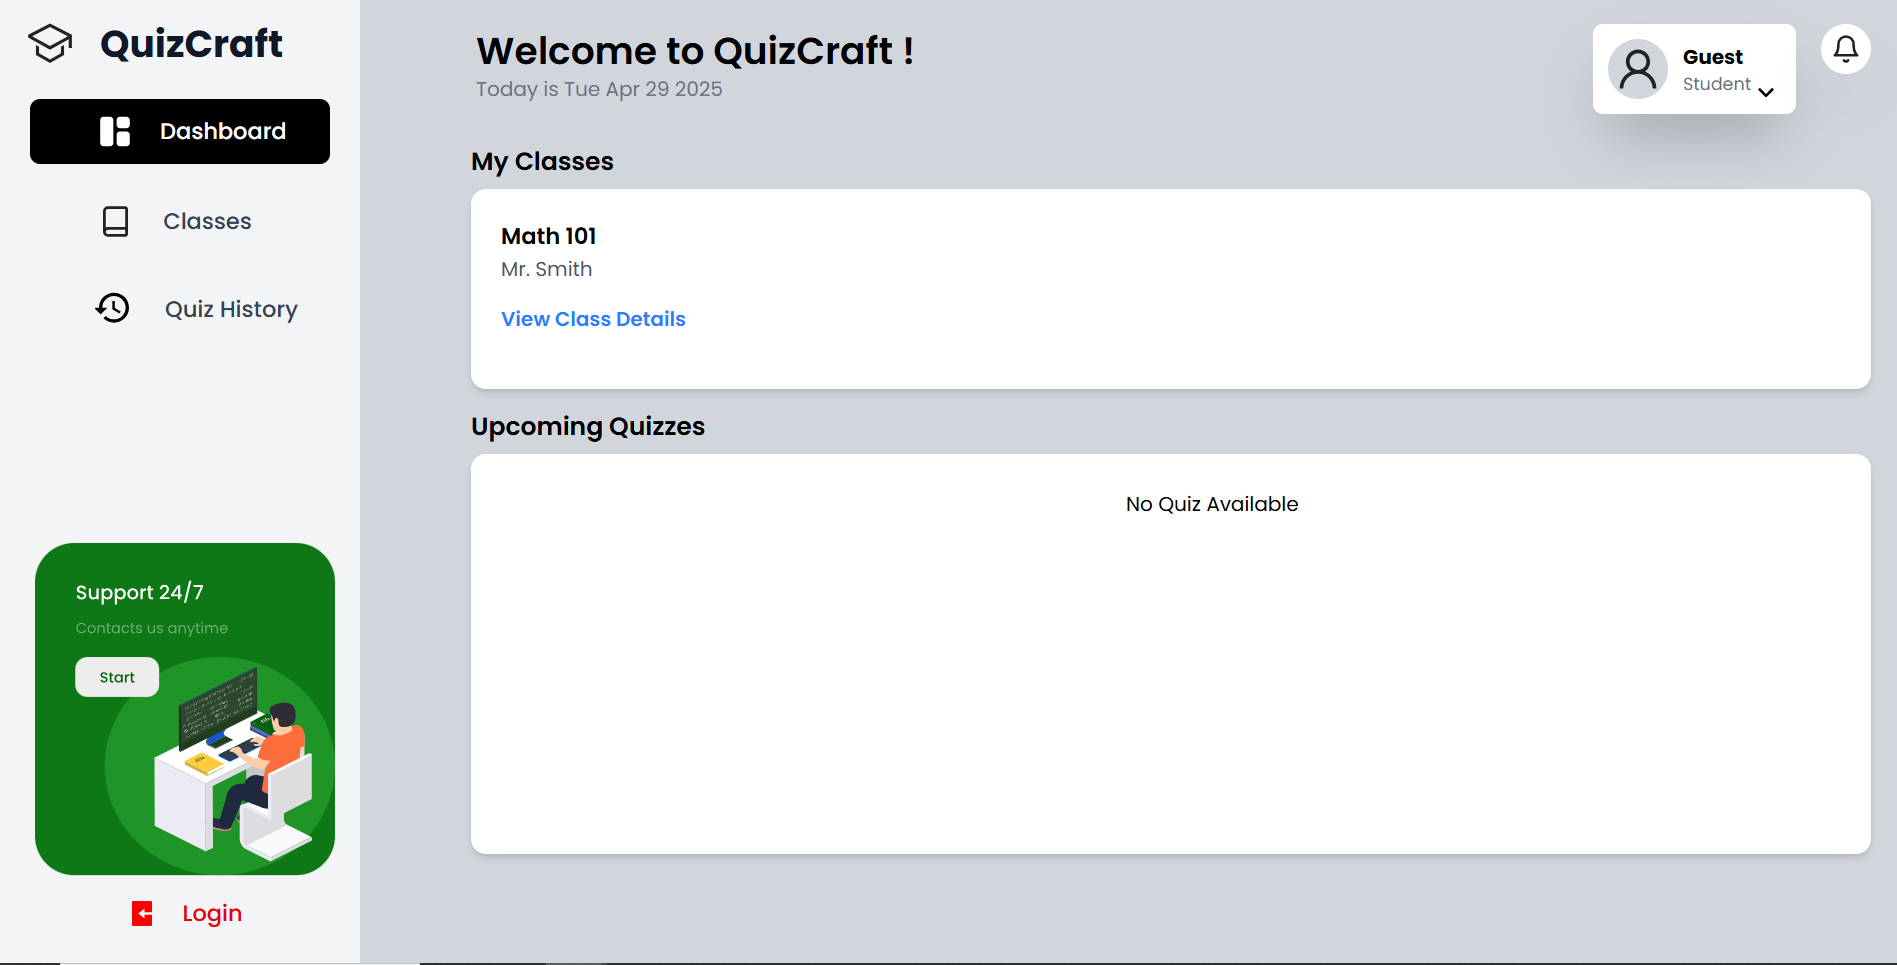 QuizCraft
Dashboard
Classes
Quiz History
Support 24/7
Contacts us anytime
Start
Login
Welcome to QuizCraft !
Today is Tue Apr 29 2025
Guest
Student
My Classes
Math 101
Mr. Smith
View Class Details
Upcoming Quizzes
No Quiz Available